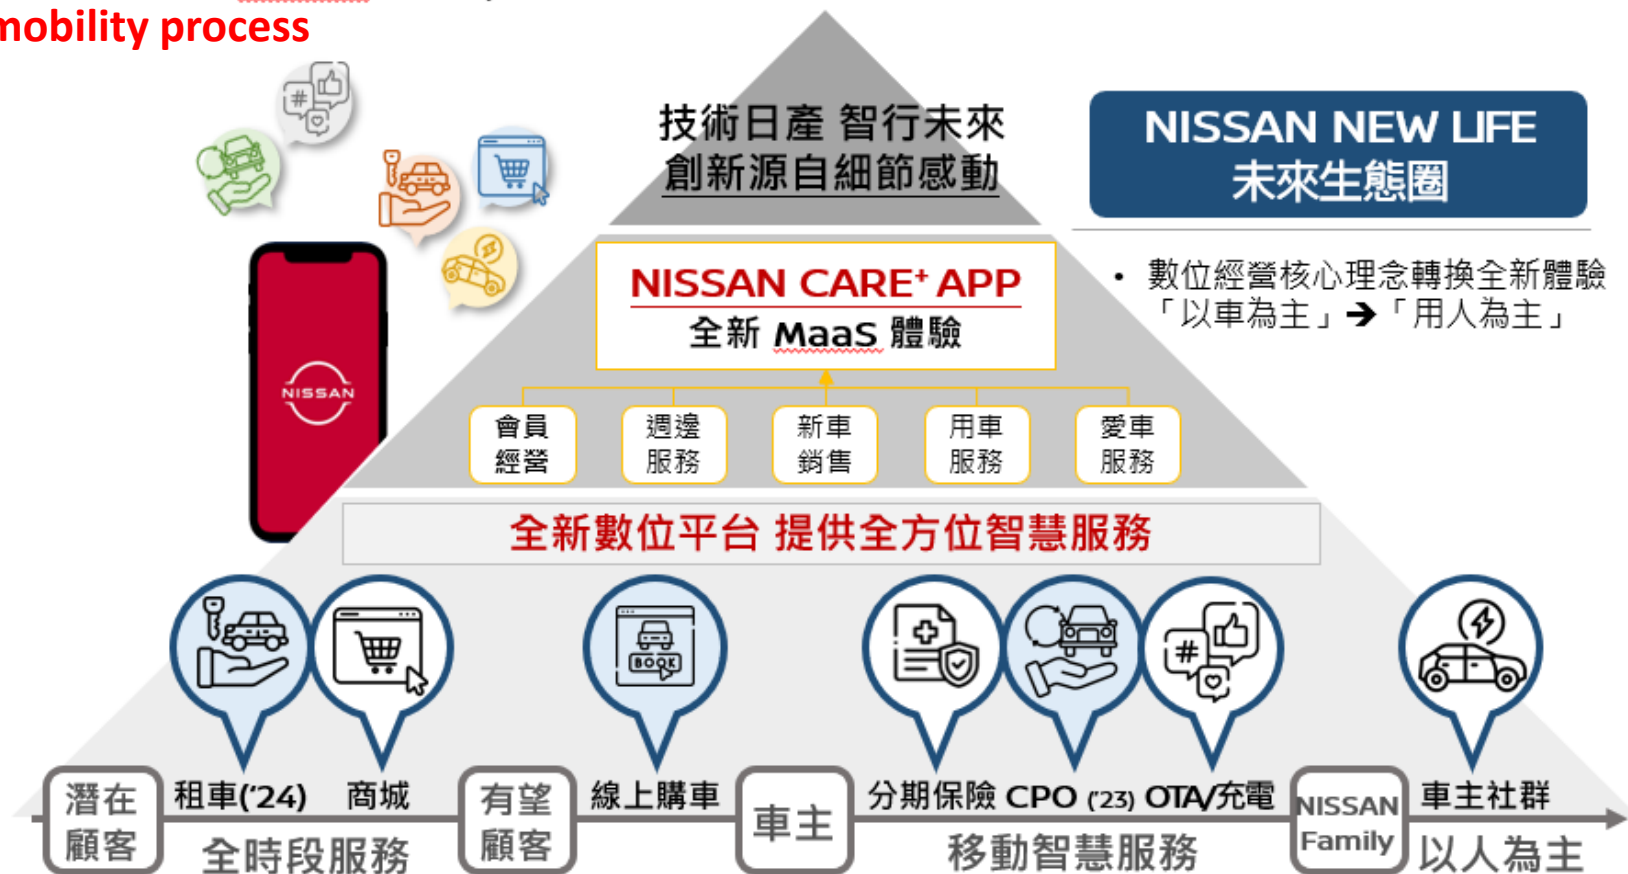 mobility process
技術日產 智行未來
創新源自細節感動
NISSAN NEW LIFE
未來生態圈
• 數位經營核心理念轉換全新體驗
「以車為主」➔「用人為主」
NISSAN CARE⁺ APP
全新 MaaS 體驗
NISSAN
會員
經營
週邊
服務
新車
銷售
用車
服務
愛車
服務
全新數位平台 提供全方位智慧服務
BOOK
潛在
顧客
租車('24)
商城
全時段服務
有望
顧客
線上購車
車主
分期保險
CPO ('23)
OTA/充電
移動智慧服務
NISSAN
Family
車主社群
以人為主